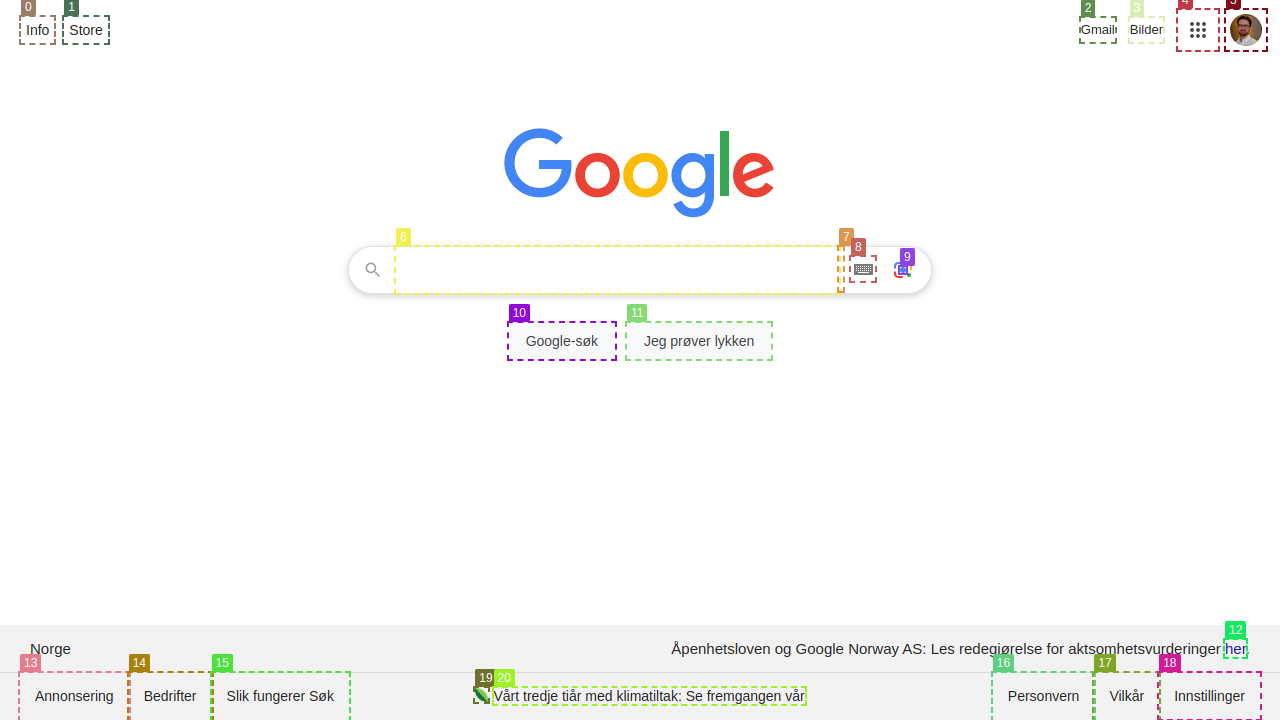 0
1
2
3
4
5
Info
Store
Gmail
Bilder
Google
6
7
8
9
10
11
Google-søk
Jeg prøver lykken
12
Norge
Åpenhetsloven og Google Norway AS: Les redegjørelse for aktsomhetsvurderinger her.
13
14
15
19
20
16
17
18
Annonsering
Bedrifter
Slik fungerer Søk
Vårt tredje tiår med klimatiltak: Se fremgangen vår
Personvern
Vilkår
Innstillinger